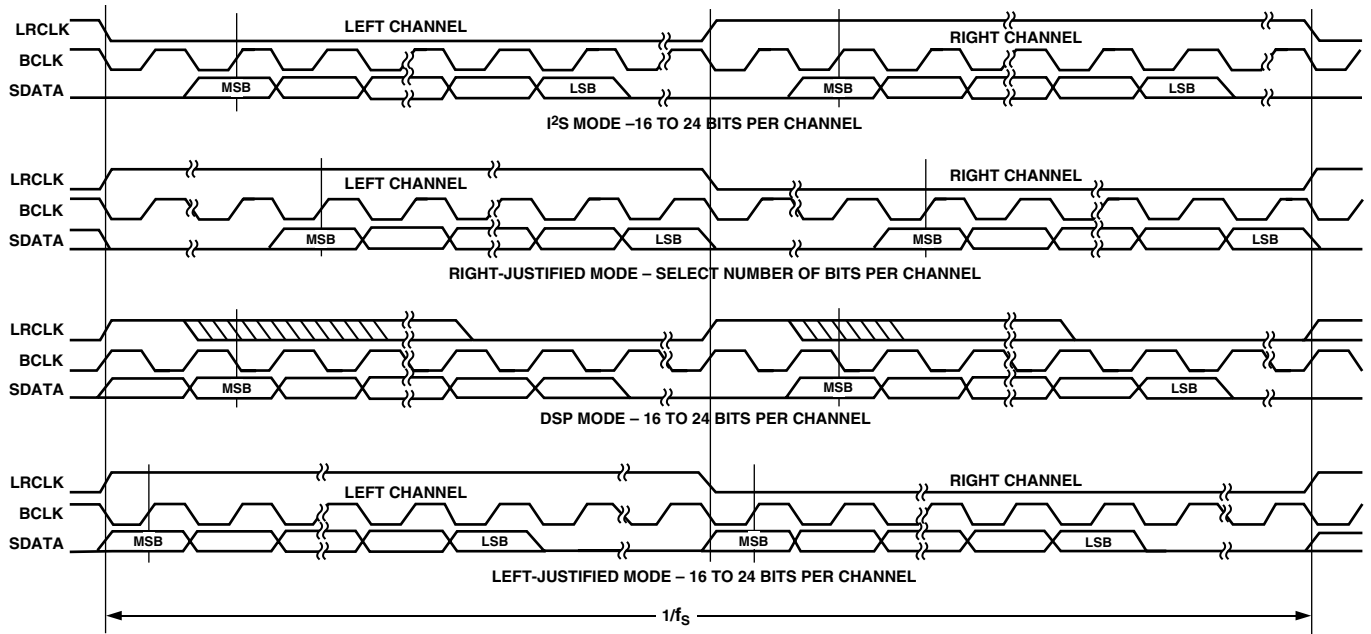 LRCLK LEFT CHANNEL RIGHT CHANNEL
BCLK
SDATA MSB LSB MSB LSB
I²S MODE –16 TO 24 BITS PER CHANNEL
LRCLK LEFT CHANNEL RIGHT CHANNEL
BCLK
SDATA MSB LSB MSB LSB
RIGHT-JUSTIFIED MODE – SELECT NUMBER OF BITS PER CHANNEL
LRCLK
BCLK
SDATA MSB MSB LSB
DSP MODE – 16 TO 24 BITS PER CHANNEL
LRCLK LEFT CHANNEL RIGHT CHANNEL
BCLK
SDATA MSB LSB MSB LSB
LEFT-JUSTIFIED MODE – 16 TO 24 BITS PER CHANNEL
1/fS